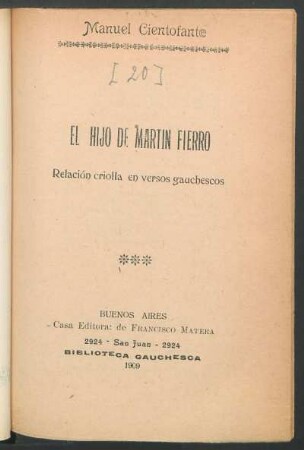 Manuel Cientofante
[20]
EL HIJO DE MARTIN FIERRO
Relación criolla en versos gauchescos
***
BUENOS AIRES
Casa Editora: de FRANCISCO MATERA
2924 - San Juan - 2924
BIBLIOTECA GAUCHESCA
1909